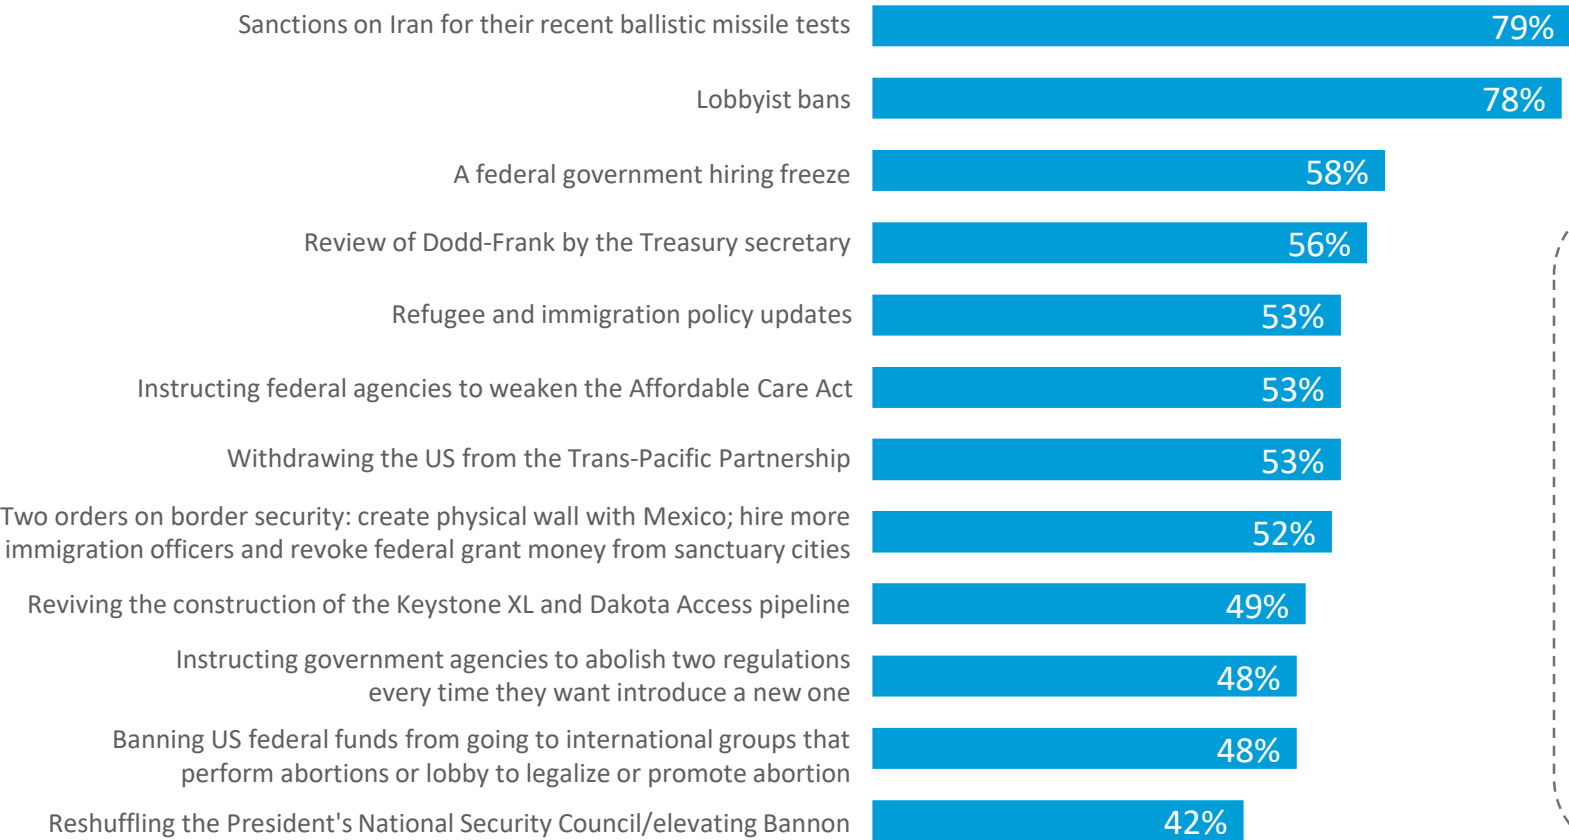 Sanctions on Iran for their recent ballistic missile tests 79%
Lobbyist bans 78%
A federal government hiring freeze 58%
Review of Dodd-Frank by the Treasury secretary 56%
Refugee and immigration policy updates 53%
Instructing federal agencies to weaken the Affordable Care Act 53%
Withdrawing the US from the Trans-Pacific Partnership 53%
Two orders on border security: create physical wall with Mexico; hire more
immigration officers and revoke federal grant money from sanctuary cities 52%
Reviving the construction of the Keystone XL and Dakota Access pipeline 49%
Instructing government agencies to abolish two regulations
every time they want introduce a new one 48%
Banning US federal funds from going to international groups that
perform abortions or lobby to legalize or promote abortion 48%
Reshuffling the President's National Security Council/elevating Bannon 42%